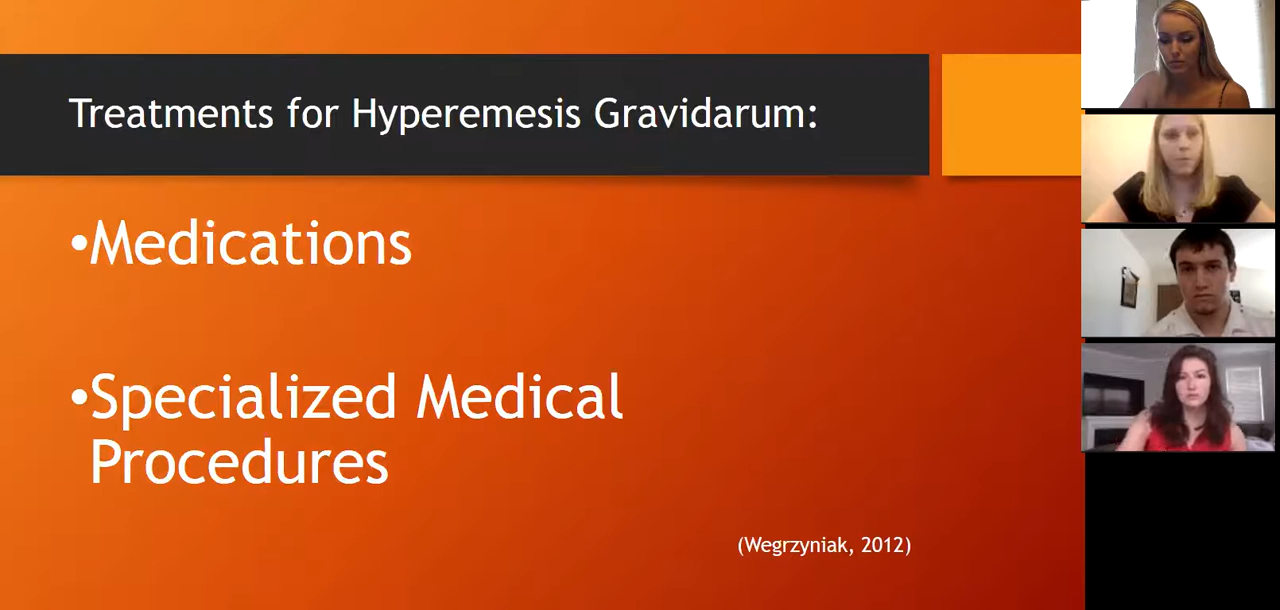 Treatments for Hyperemesis Gravidarum:
•Medications
•Specialized Medical
Procedures
(Wegrzyniak, 2012)